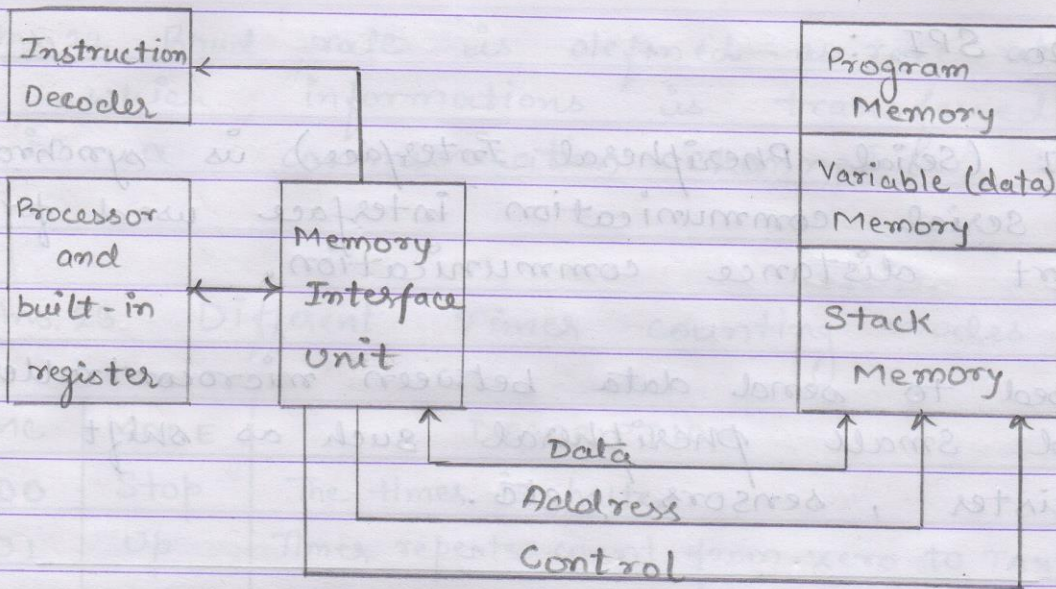 Instruction
Decoder
Processor
and
built-in
register
Memory
Interface
Unit
Program
Memory
Variable (data)
Memory
Stack
Memory
Data
Address
Control